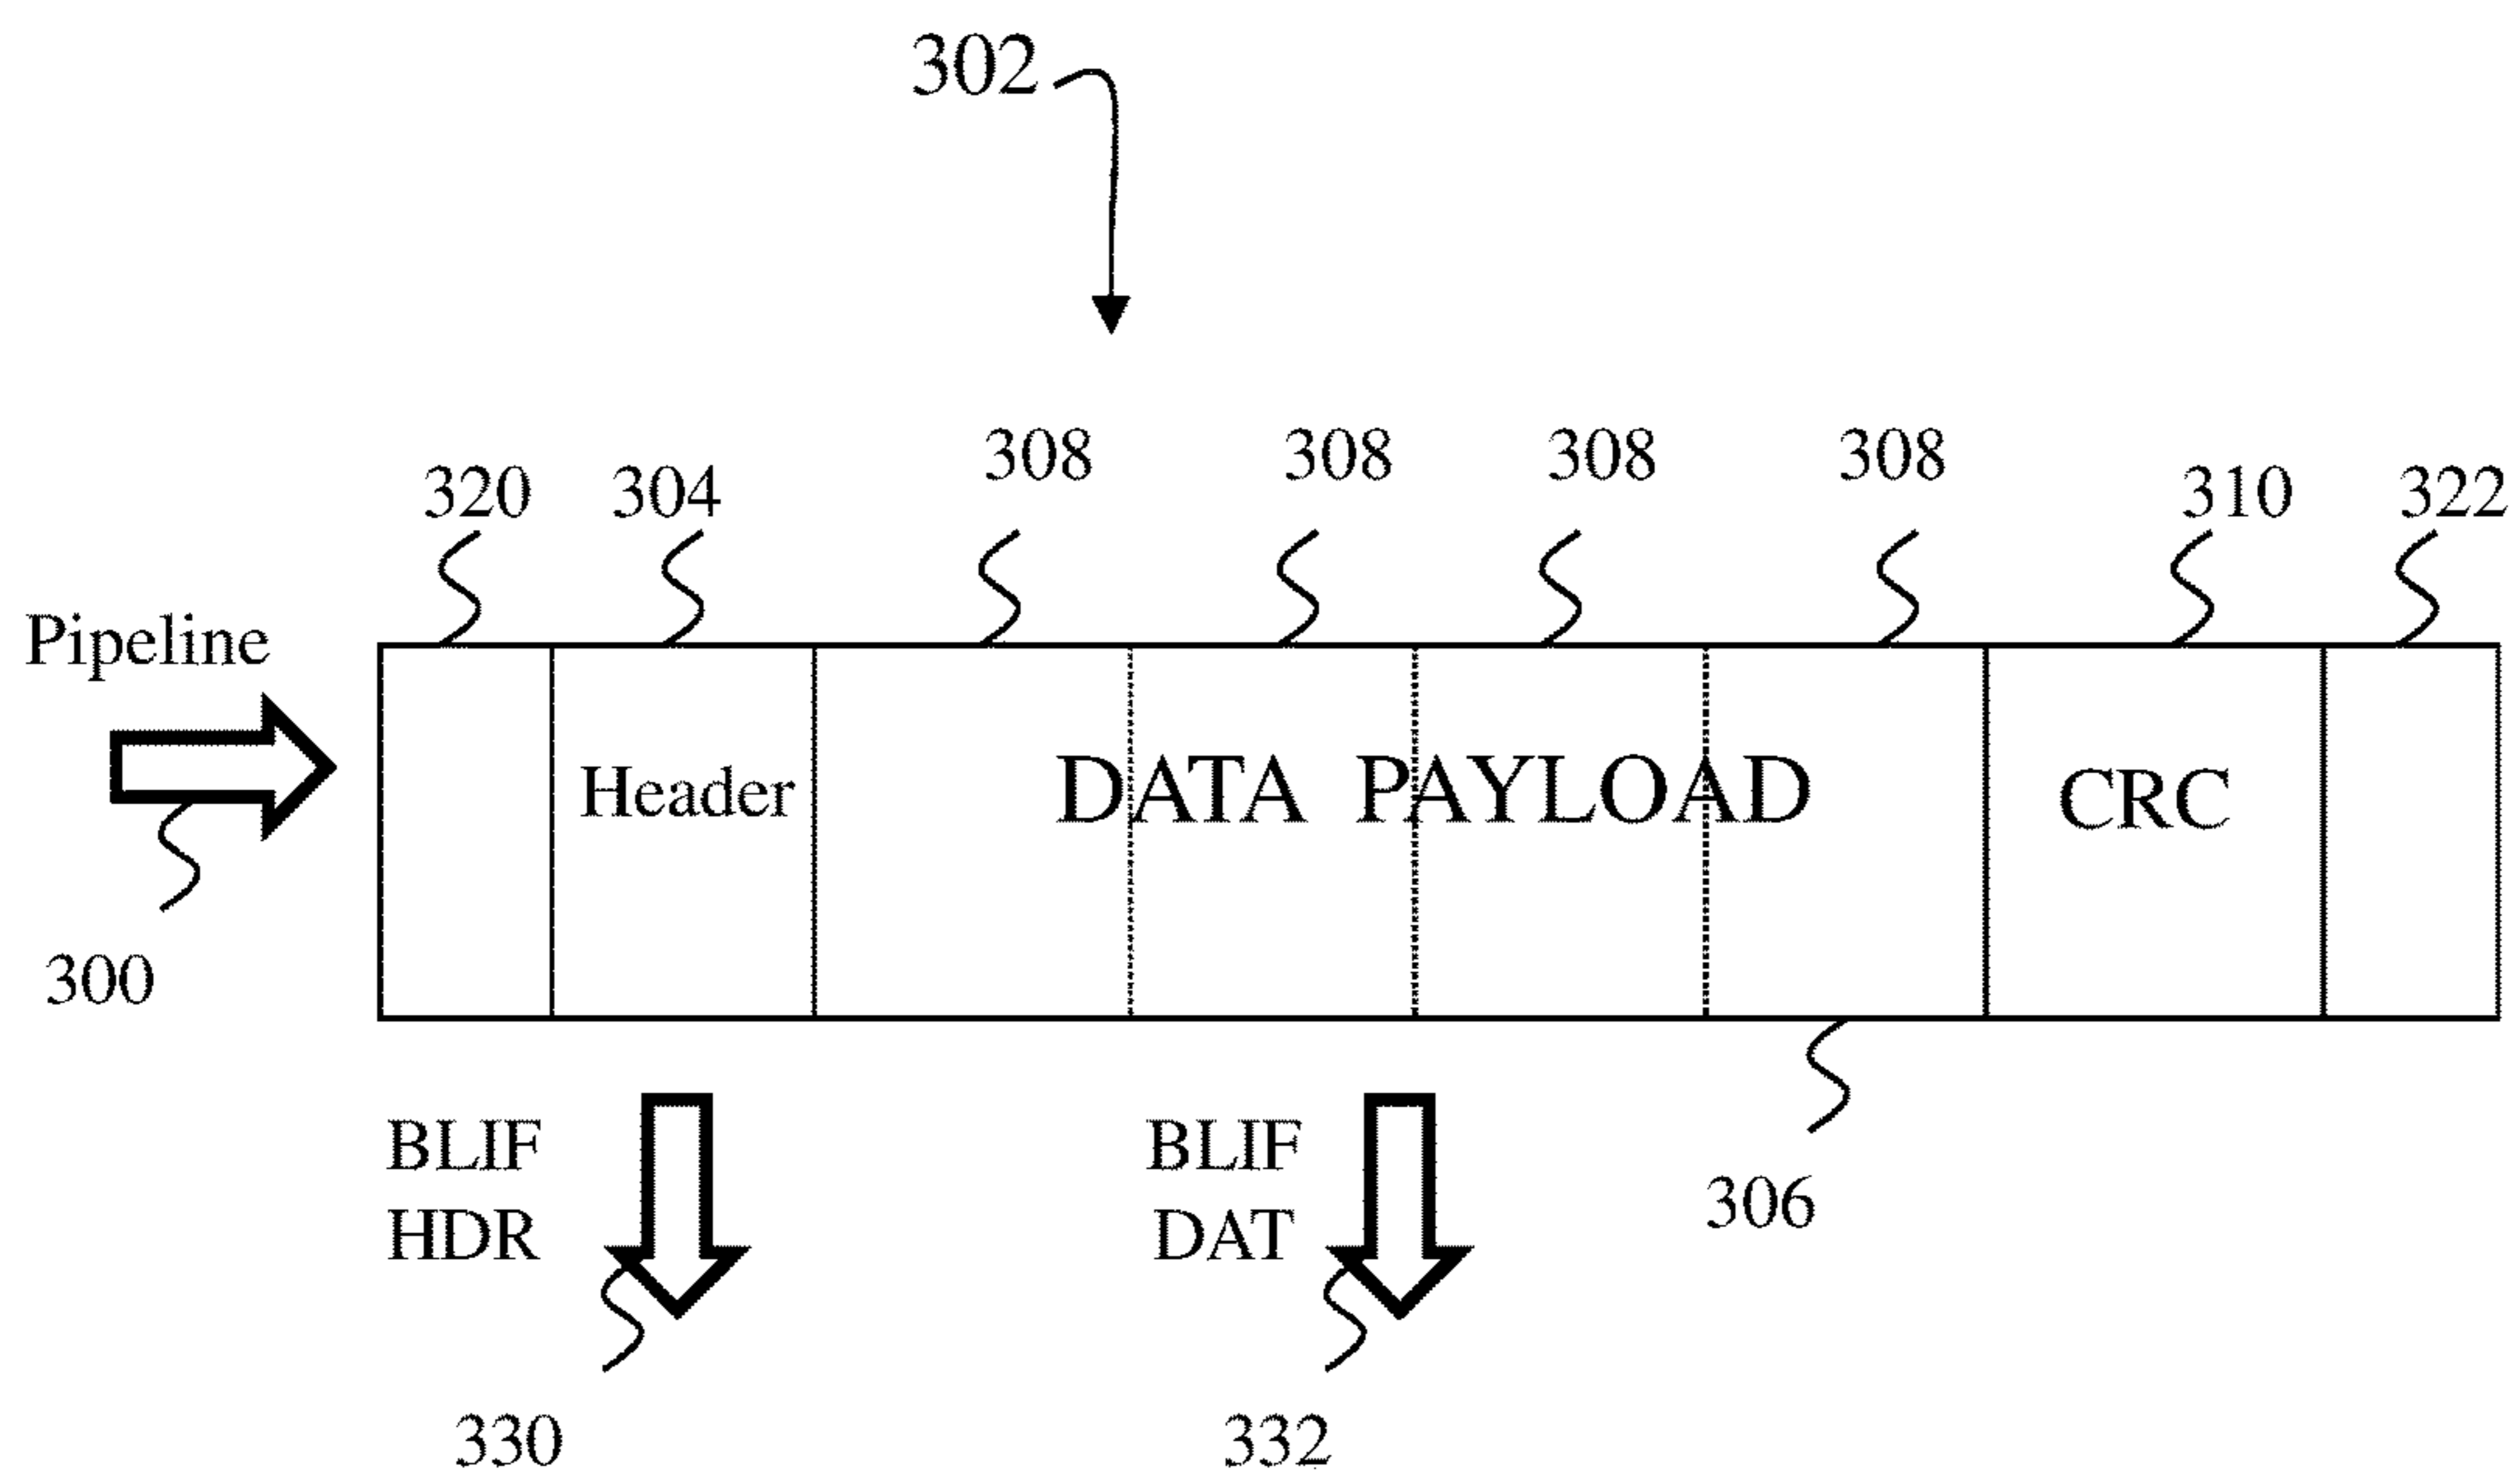 302
308 308 308 308
320 304 310 322
Pipeline
Header DATA PAYLOAD CRC
300
BLIF
HDR
BLIF
DAT
306
330 332